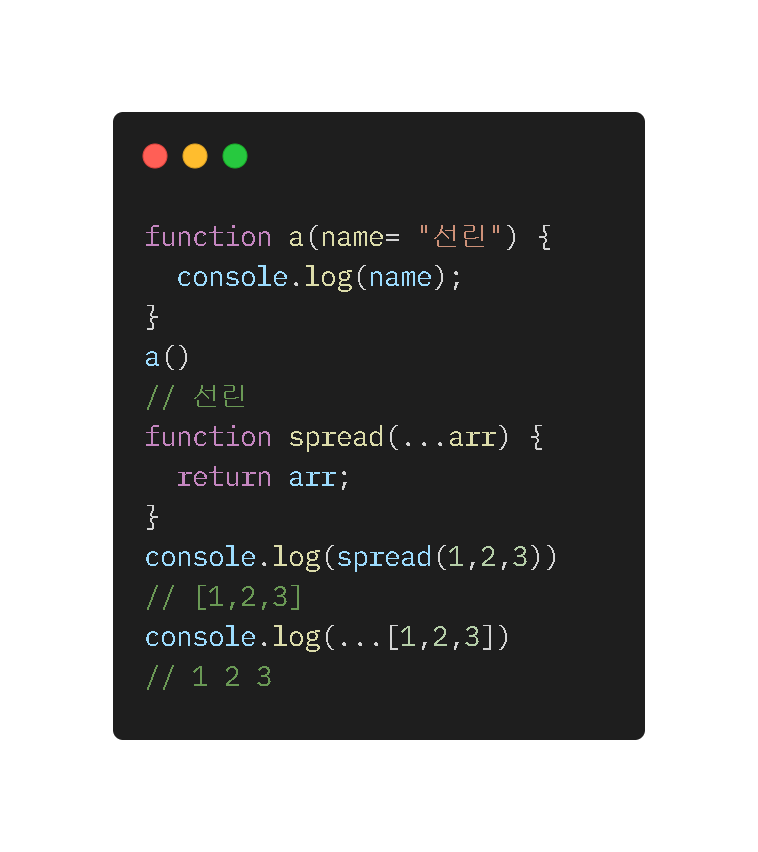 function a(name= "선린") {
  console.log(name);
}
a()
// 선린
function spread(...arr) {
  return arr;
}
console.log(spread(1,2,3))
// [1,2,3]
console.log(...[1,2,3])
// 1 2 3